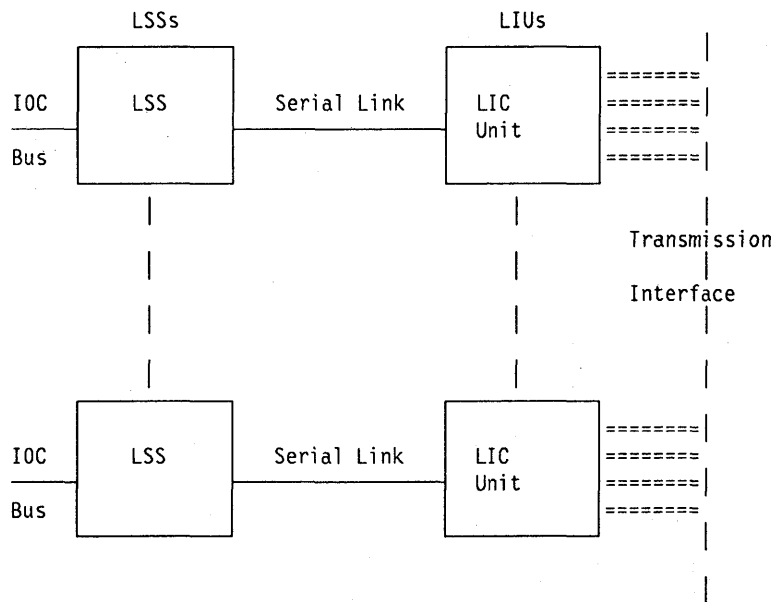 LSSs LIUs
IOC LSS Serial Link LIC
Unit
Bus
Transmission
Interface
IOC LSS Serial Link LIC
Unit
Bus